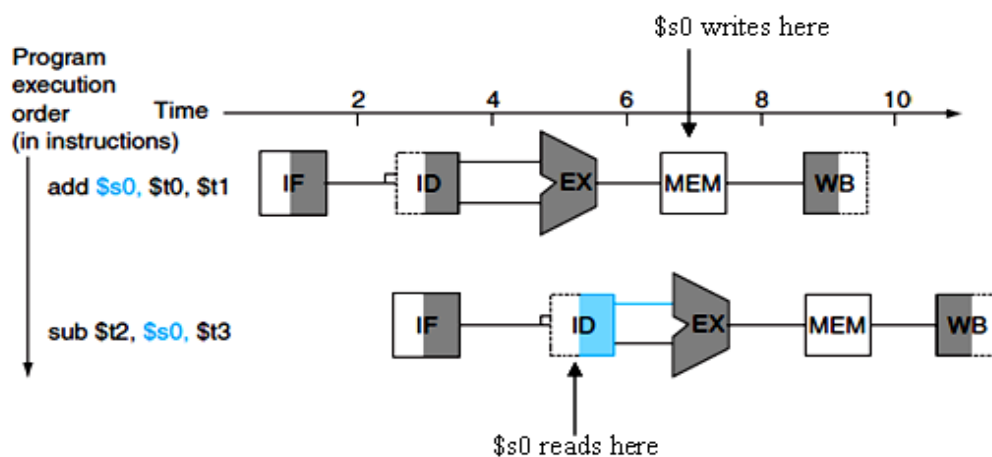 $s0 writes here
Program
execution
order
(in instructions)
Time
2 4 6 8 10
add $s0, $t0, $t1
IF ID EX MEM WB
sub $t2, $s0, $t3
IF ID EX MEM WB
$s0 reads here